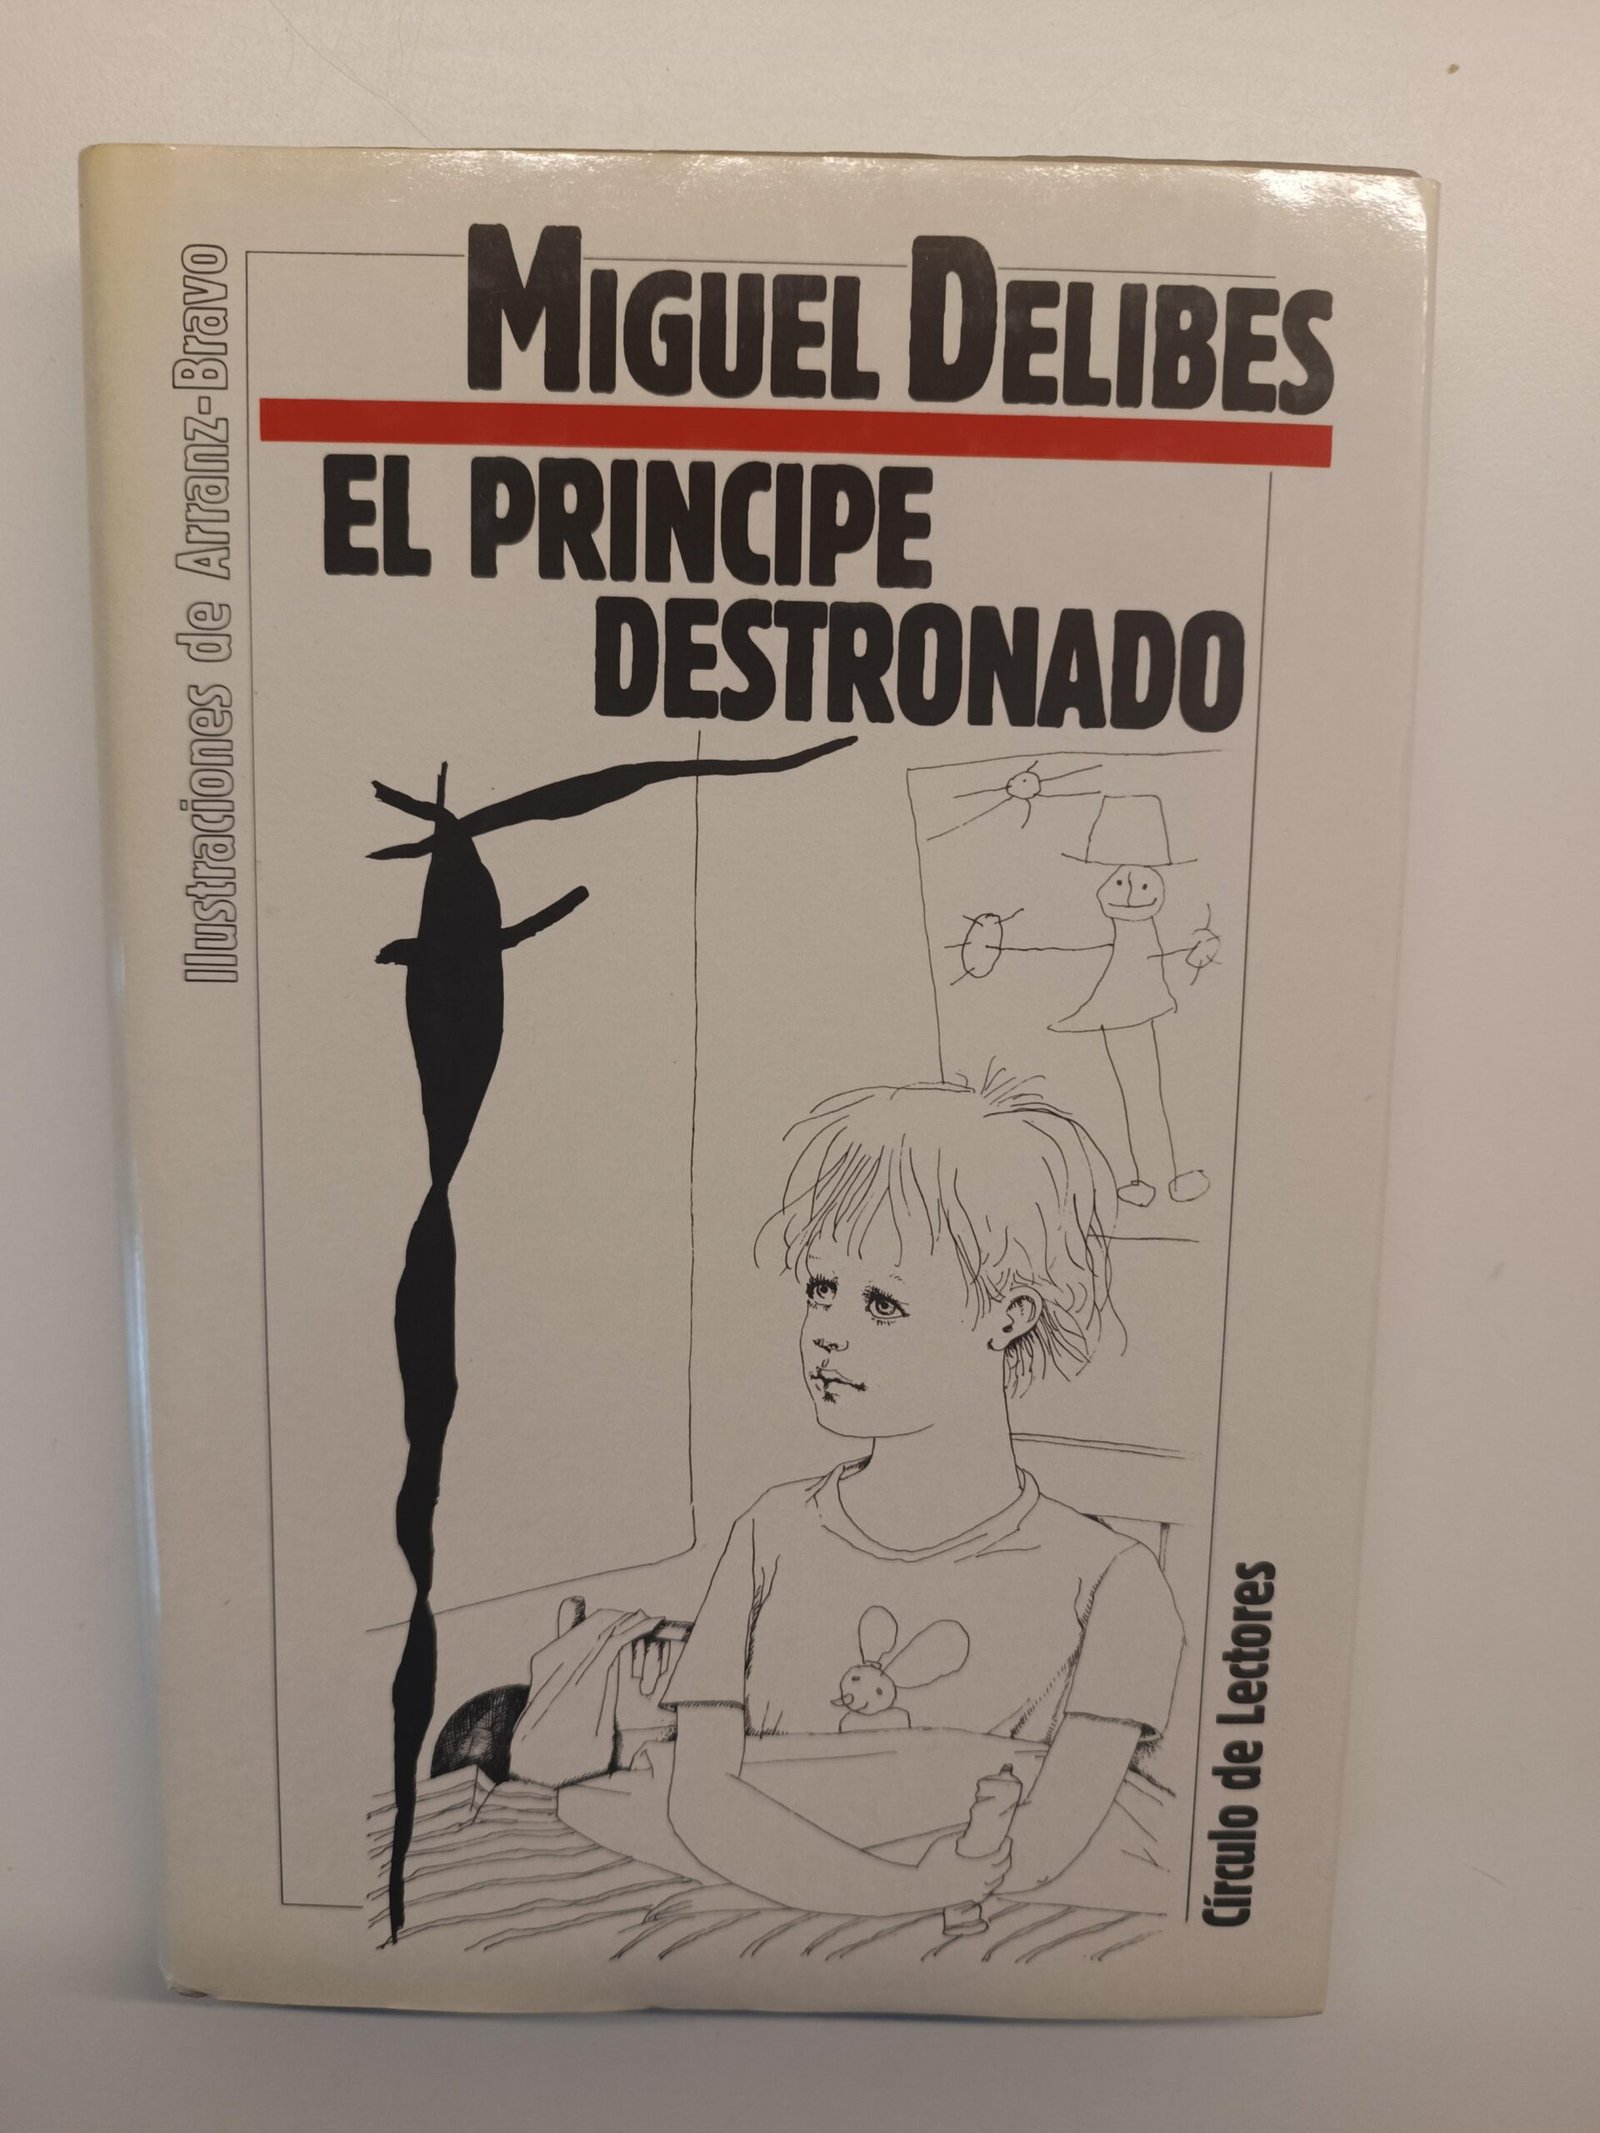 MIGUEL DELIBES
EL PRINCIPE
DESTRONADO
Ilustraciones de Arranz-Bravo
Círculo de Lectores